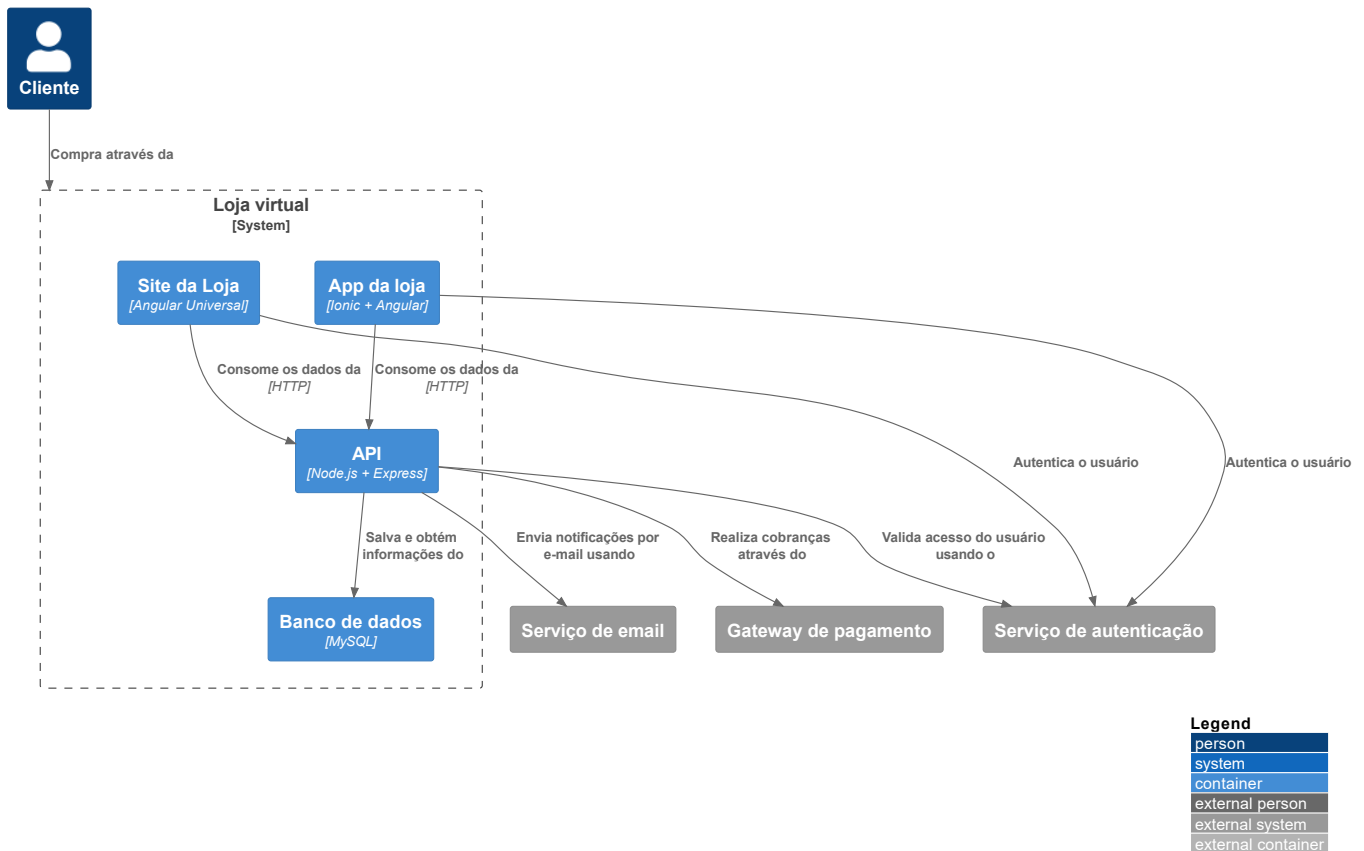 Cliente
Compra através da
Loja virtual
[System]
Site da Loja
[Angular Universal]
App da loja
[Ionic + Angular]
Consome os dados da
[HTTP]
Consome os dados da
[HTTP]
API
[Node.js + Express]
Autentica o usuário
Autentica o usuário
Salva e obtém
informações do
Envia notificações por
e-mail usando
Realiza cobranças
através do
Valida acesso do usuário
usando o
Banco de dados
[MySQL]
Serviço de email
Gateway de pagamento
Serviço de autenticação
Legend
person
system
container
external person
external system
external container